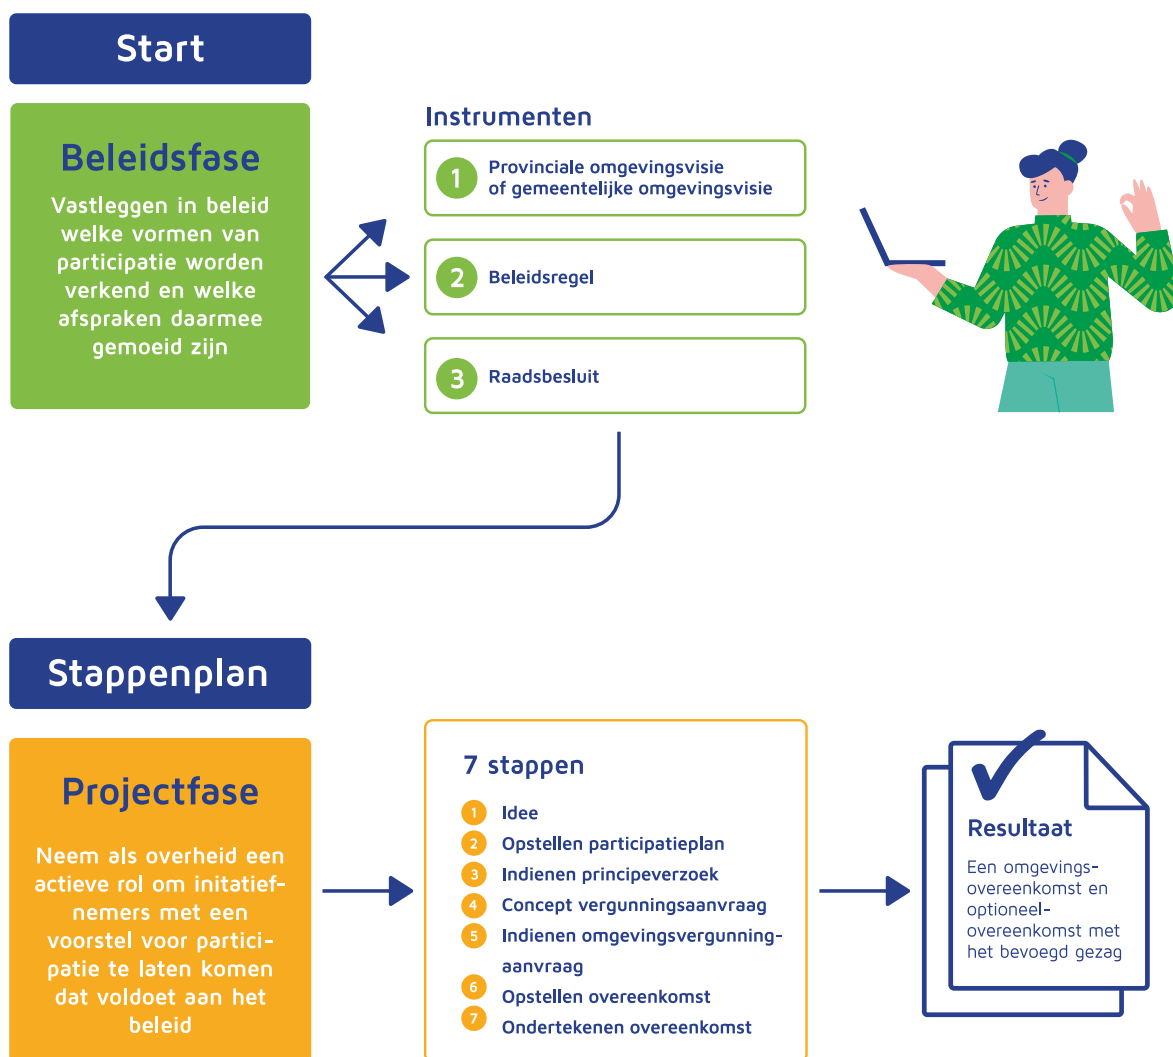 Start
Beleidsfase
Vastleggen in beleid
welke vormen van
participatie worden
verkend en welke
afspraken daarmee
gemoeid zijn
Instrumenten
1
Provinciale omgevingsvisie
of gemeentelijke omgevingsvisie
2
Beleidsregel
3
Raadsbesluit
Stappenplan
Projectfase
Neem als overheid een
actieve rol om initatief-
nemers met een
voorstel voor partici-
patie te laten komen
dat voldoet aan het
beleid
7 stappen
1 Idee
2 Opstellen participatieplan
3 Indienen principeverzoek
4 Concept vergunningsaanvraag
5 Indienen omgevingsvergunning-
aanvraag
6 Opstellen overeenkomst
7 Ondertekenen overeenkomst
Resultaat
Een omgevings-
overeenkomst en
optioneel-
overeenkomst met
het bevoegd gezag